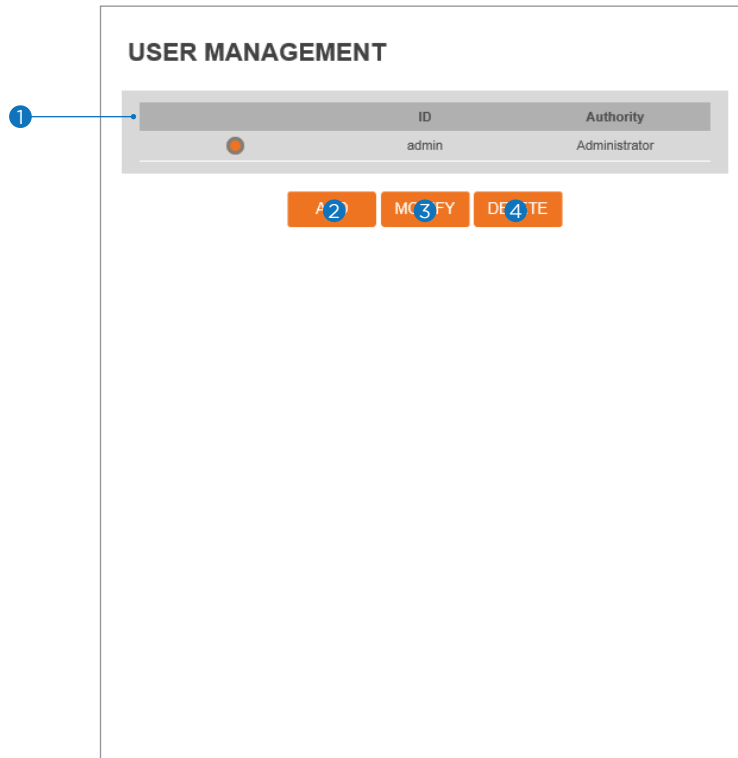 USER MANAGEMENT
1
ID Authority
admin Administrator
2 3 4